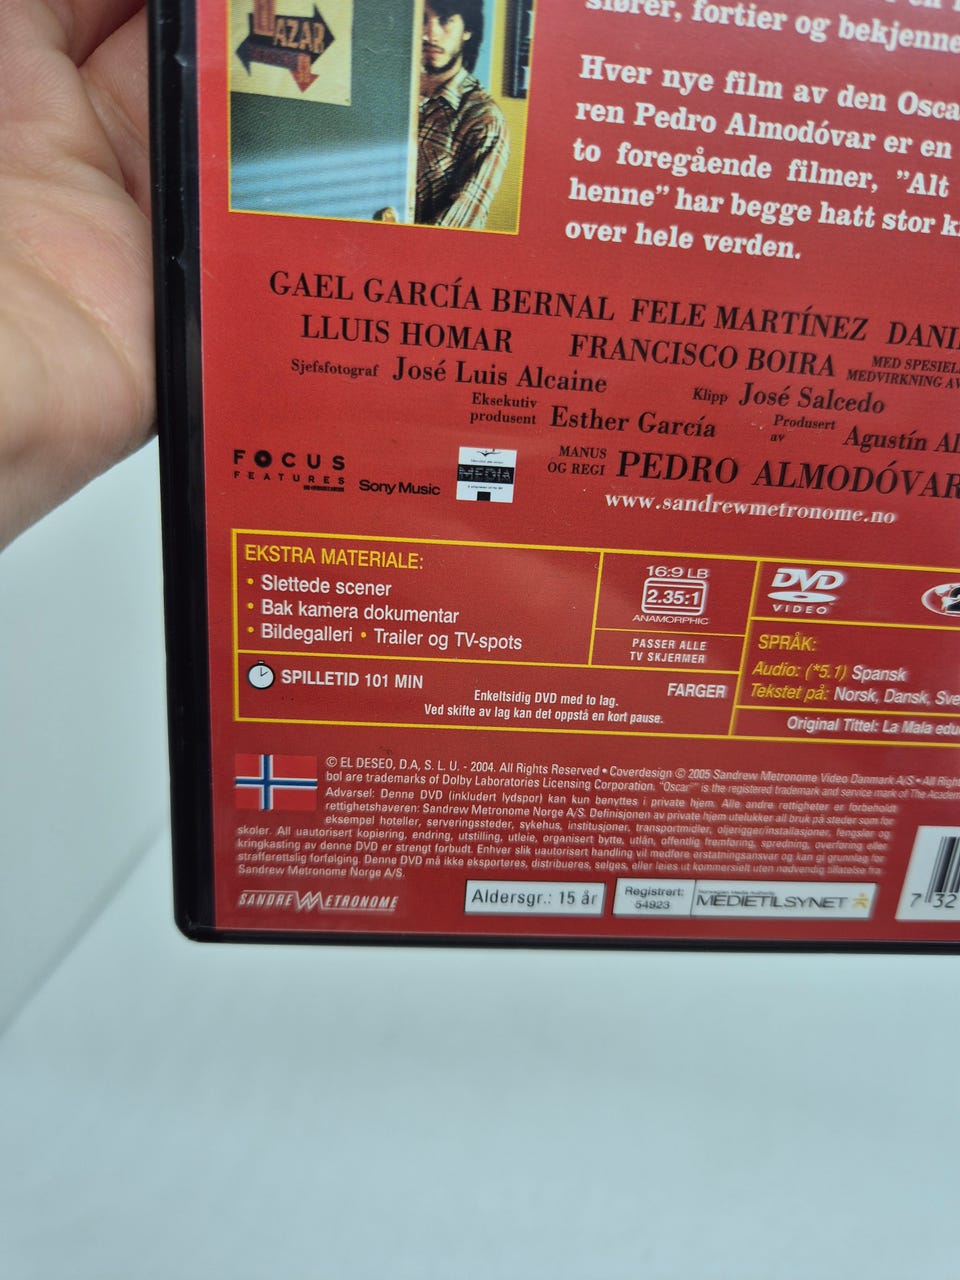 AZAR
slører, fortier og bekjenne
Hver nye film av den Osca
ren Pedro Almodóvar er en
to foregående filmer, "Alt
henne" har begge hatt stor
over hele verden.
GAEL GARCÍA BERNAL FELE MARTÍNEZ DANI
LLUIS HOMAR FRANCISCO BOIRA MED SPESIEL
MEDVIRKNING AV
Sjefsfotograf José Luis Alcaine Klipp José Salcedo
Eksekutiv produsent Esther García Produsert av Agustín Al
MANUS OG REGI PEDRO ALMODÓVAR
www.sandrewmetronome.no
FOCUS
FEATURES
Sony Music
MEDIA
EKSTRA MATERIALE:
• Slettede scener
• Bak kamera dokumentar
• Bildegalleri • Trailer og TV-spots
16:9 LB
2.35:1
ANAMORPHIC
PASSER ALLE
TV SKJERMER
DVD
VIDEO
2
SPRÅK:
Audio: (*5.1) Spansk
Tekstet på: Norsk, Dansk, Sve
SPILLETID 101 MIN
Enkeltsidig DVD med to lag.
Ved skifte av lag kan det oppstå en kort pause.
FARGER
Original Tittel: La Mala edu
© EL DESEO, D.A, S. L. U. - 2004. All Rights Reserved • Coverdesign © 2005 Sandrew Metronome Video Danmark A/S • All Right
bol are trademarks of Dolby Laboratories Licensing Corporation. "Oscar®" is the registered trademark and service mark of The Academ
Advarsel: Denne DVD (inkludert lydspor) kan kun benyttes i private hjem. Alle andre rettigheter er forbeholdt
rettighetshaveren: Sandrew Metronome Norge A/S. Definisjonen av private hjem utelukker all bruk på steder som for
eksempel hoteller, serveringssteder, sykehus, institusjoner, transportmidler, oljerigger/installasjoner, fengsler og
skoler. All uautorisert kopiering, endring, utstilling, utleie, organisert bytte, utlån, offentlig fremføring, spredning, overføring eller
kringkasting av denne DVD er strengt forbudt. Enhver slik uautorisert handling vil medføre erstatningsansvar og kan gi grunnlag for
strafferettslig forfølging. Denne DVD må ikke eksporteres, distribueres, selges, eller leies ut kommersielt uten nødvendig tillatelse fra:
Sandrew Metronome Norge A/S.
SANDREW METRONOME
Aldersgr.: 15 år
Registrert:
54923
Norwegian Media Authority
MEDIETILSYNET
7 32